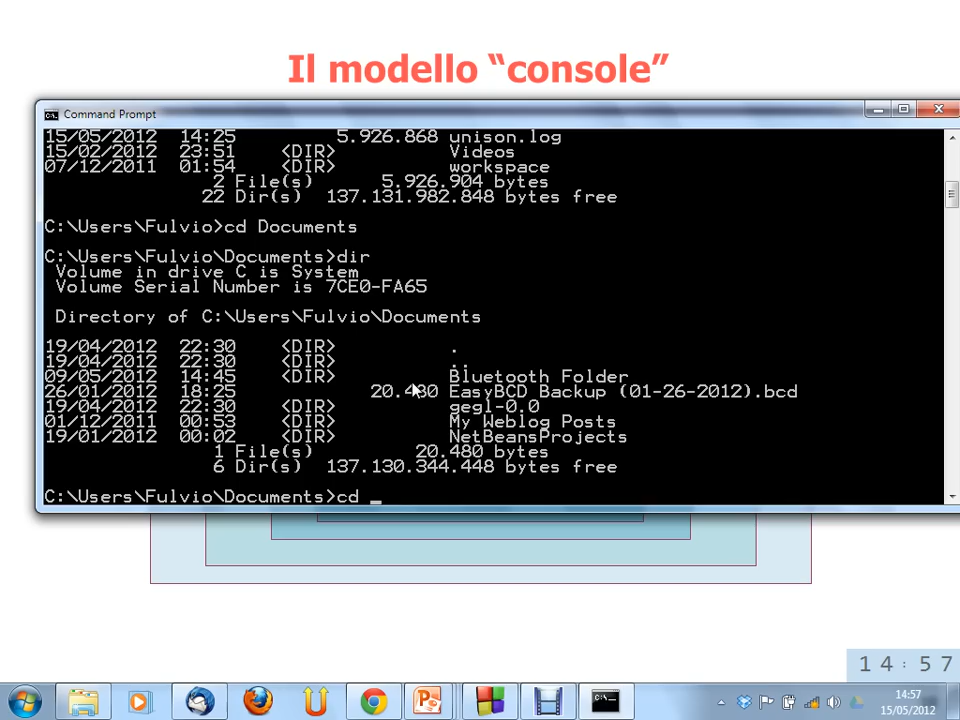 Il modello “console”
Command Prompt
15/05/2012 14:25 5.926.868 unison.log
15/02/2012 23:51 <DIR> Videos
07/12/2011 01:54 <DIR> workspace
2 File(s) 5.926.904 bytes
22 Dir(s) 137.131.982.848 bytes free
C:\Users\Fulvio>cd Documents
C:\Users\Fulvio\Documents>dir
Volume in drive C is System
Volume Serial Number is 7CE0-FA65
Directory of C:\Users\Fulvio\Documents
19/04/2012 22:30 <DIR> .
19/04/2012 22:30 <DIR> ..
09/05/2012 14:45 <DIR> Bluetooth Folder
26/01/2012 18:25 20.480 EasyBCD Backup (01-26-2012).bcd
19/04/2012 22:30 <DIR> gegl-0.0
01/12/2011 00:53 <DIR> My Weblog Posts
19/01/2012 00:02 <DIR> NetBeansProjects
1 File(s) 20.480 bytes
6 Dir(s) 137.130.344.448 bytes free
C:\Users\Fulvio\Documents>cd _
14:57
14:57
15/05/2012